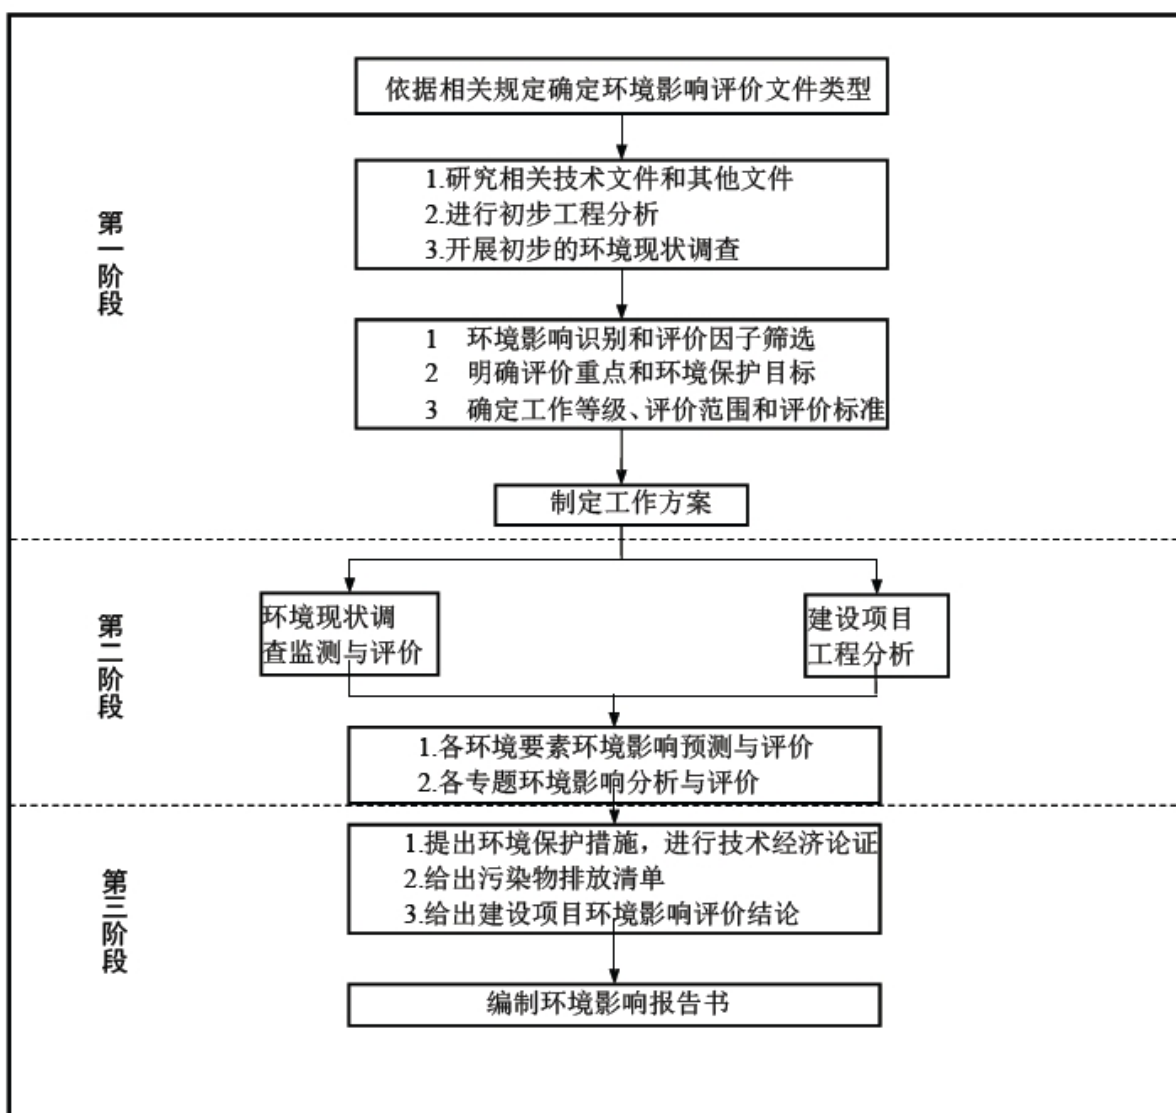 依据相关规定确定环境影响评价文件类型
第一阶段
1.研究相关技术文件和其他文件
2.进行初步工程分析
3.开展初步的环境现状调查
1 环境影响识别和评价因子筛选
2 明确评价重点和环境保护目标
3 确定工作等级、评价范围和评价标准
制定工作方案
第二阶段
环境现状调
查监测与评价
建设项目
工程分析
1.各环境要素环境影响预测与评价
2.各专题环境影响分析与评价
第三阶段
1.提出环境保护措施，进行技术经济论证
2.给出污染物排放清单
3.给出建设项目环境影响评价结论
编制环境影响报告书